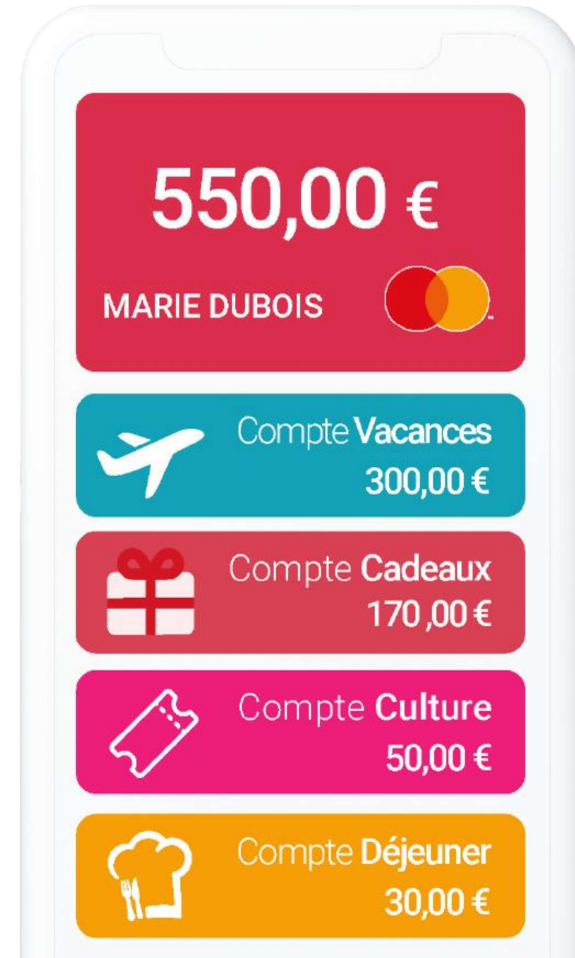 550,00 €
MARIE DUBOIS
Compte Vacances
300,00 €
Compte Cadeaux
170,00 €
Compte Culture
50,00 €
Compte Déjeuner
30,00 €